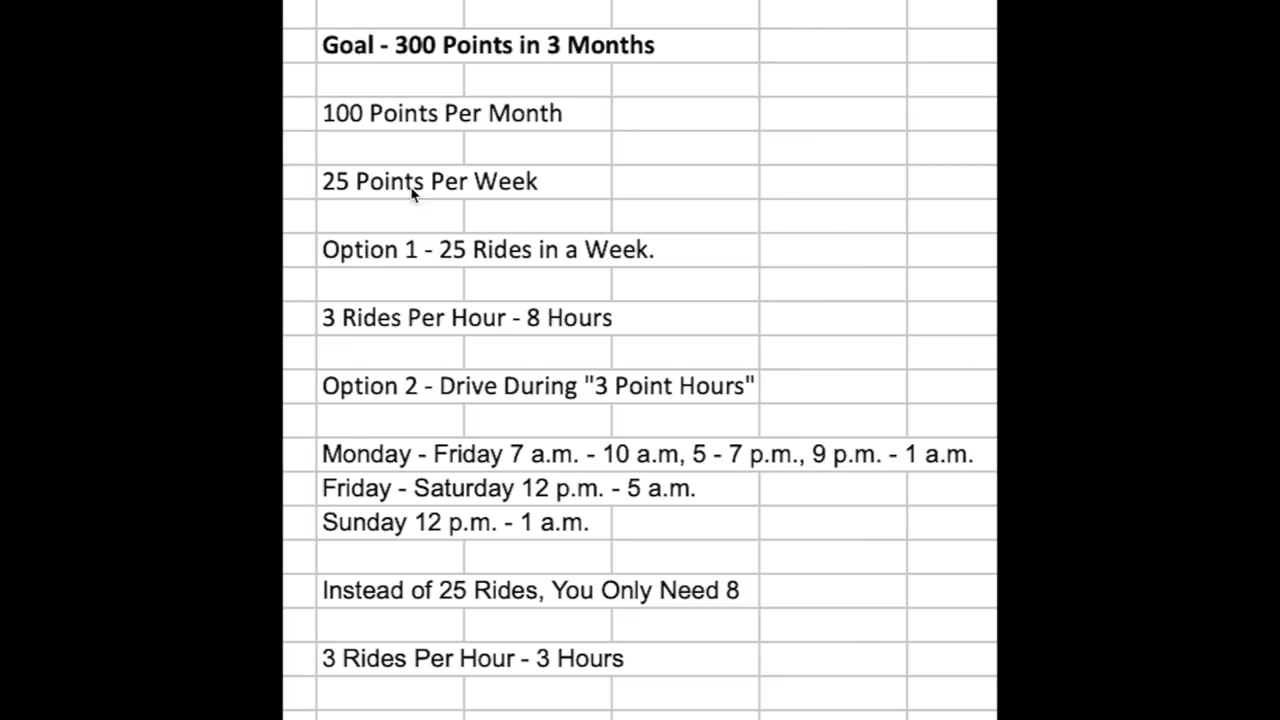 Goal - 300 Points in 3 Months
100 Points Per Month
25 Points Per Week
Option 1 - 25 Rides in a Week.
3 Rides Per Hour - 8 Hours
Option 2 - Drive During "3 Point Hours"
Monday - Friday 7 a.m. - 10 a.m, 5 - 7 p.m., 9 p.m. - 1 a.m.
Friday - Saturday 12 p.m. - 5 a.m.
Sunday 12 p.m. - 1 a.m.
Instead of 25 Rides, You Only Need 8
3 Rides Per Hour - 3 Hours